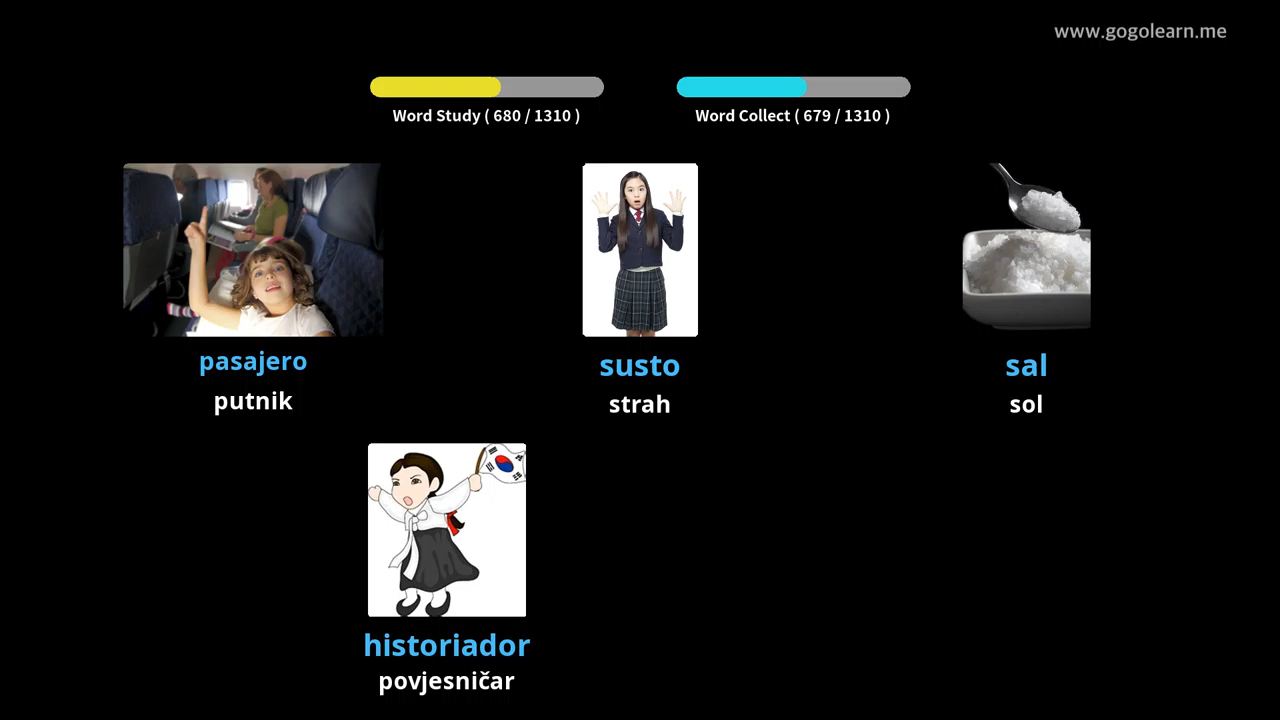 www.gogolearn.me
Word Study ( 680 / 1310 )
Word Collect ( 679 / 1310 )
pasajero
putnik
susto
strah
sal
sol
historiador
povjesničar